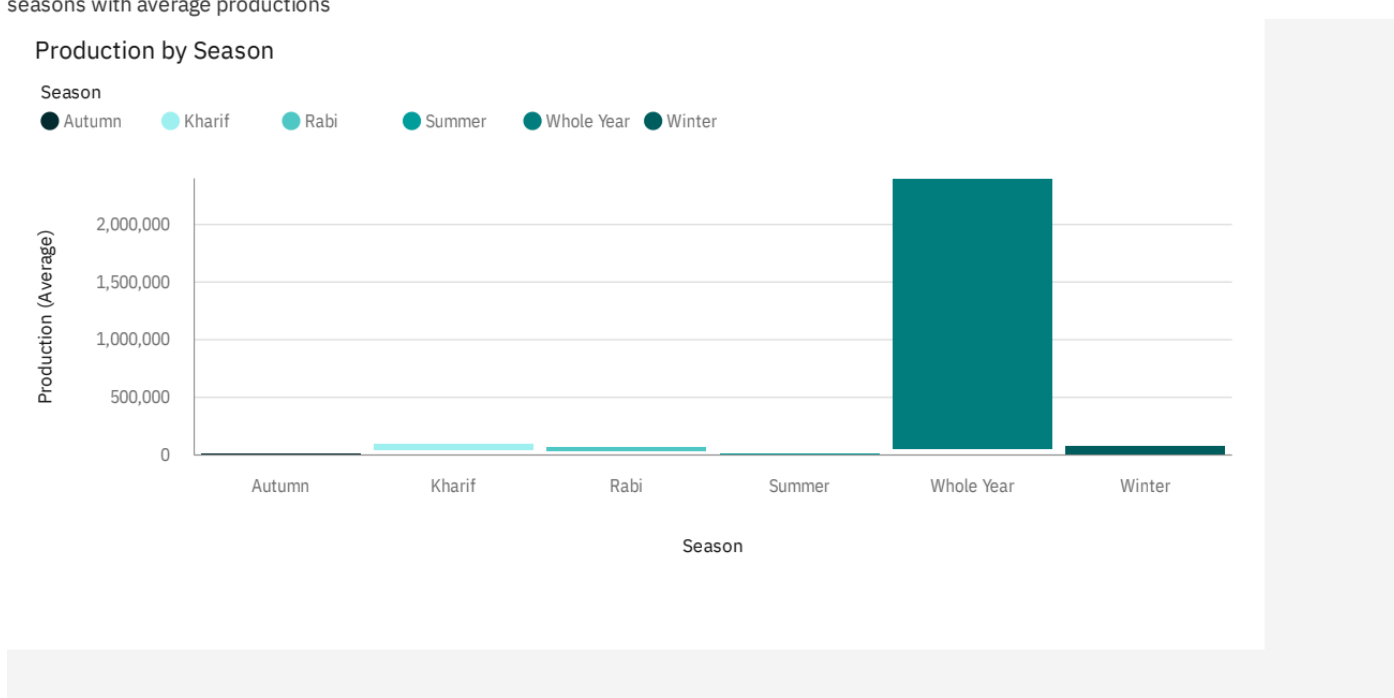 seasons with average productions
Production by Season
Season
Autumn Kharif Rabi Summer Whole Year Winter
Production (Average)
2,000,000
1,500,000
1,000,000
500,000
0
Autumn Kharif Rabi Summer Whole Year Winter
Season